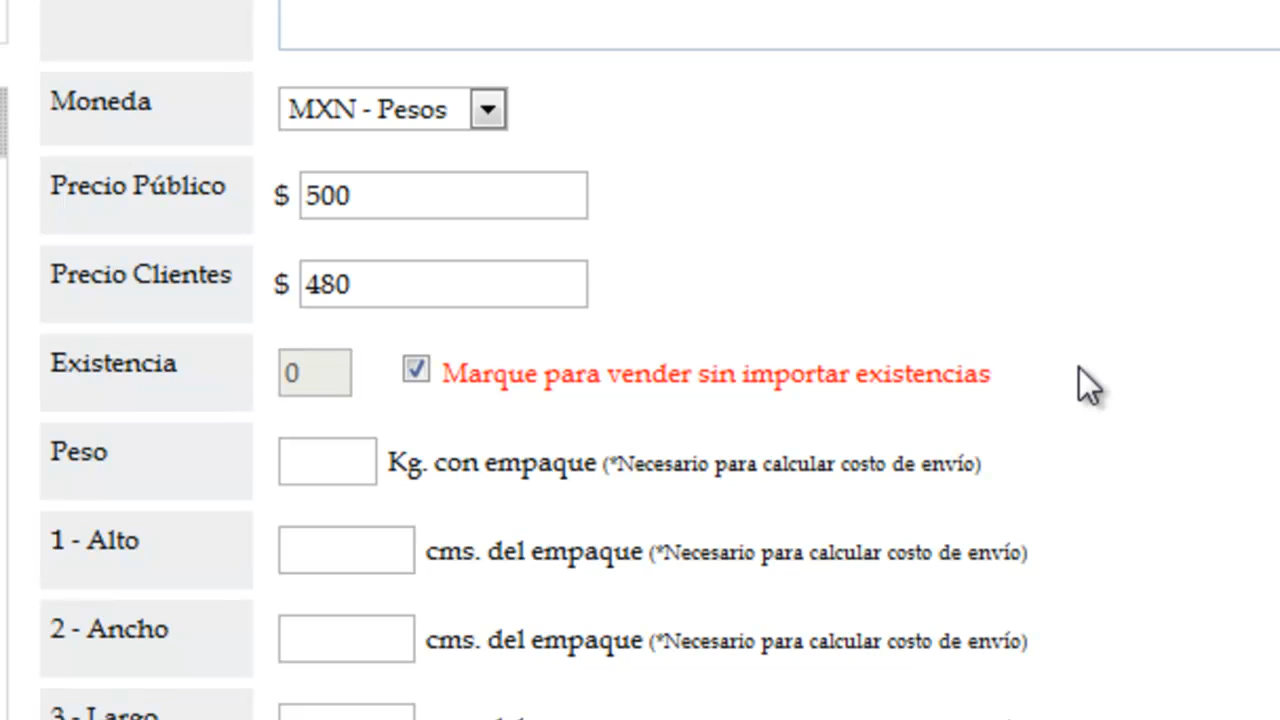 Moneda MXN - Pesos
Precio Público $ 500
Precio Clientes $ 480
Existencia 0 Marque para vender sin importar existencias
Peso Kg. con empaque (*Necesario para calcular costo de envío)
1 - Alto cms. del empaque (*Necesario para calcular costo de envío)
2 - Ancho cms. del empaque (*Necesario para calcular costo de envío)
3 - Largo